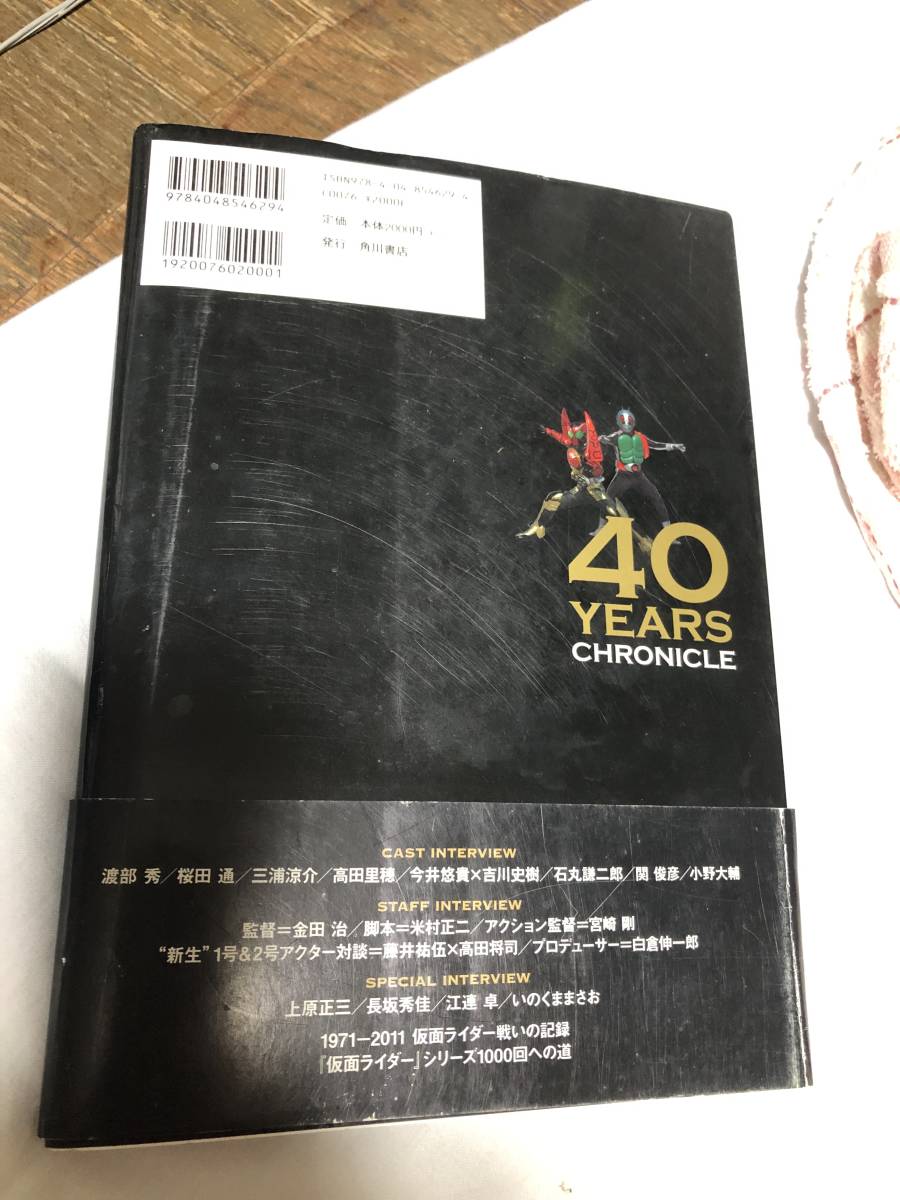 ISBN978-4-04-854629-4
C0076 ¥2000E
9784048546294
定価 本体2000円
発行 角川書店
1920076020001
40
YEARS
CHRONICLE
CAST INTERVIEW
渡部 秀／桜田 通／三浦涼介／高田里穂／今井悠貴×吉川史樹／石丸謙二郎／関 俊彦／小野大輔
STAFF INTERVIEW
監督＝金田 治／脚本＝米村正二／アクション監督＝宮崎 剛
“新生”1号&2号アクター対談＝藤井祐伍×高田将司／プロデューサー＝白倉伸一郎
SPECIAL INTERVIEW
上原正三／長坂秀佳／江連 卓／いのくままさお
1971－2011 仮面ライダー戦いの記録
『仮面ライダー』シリーズ1000回への道